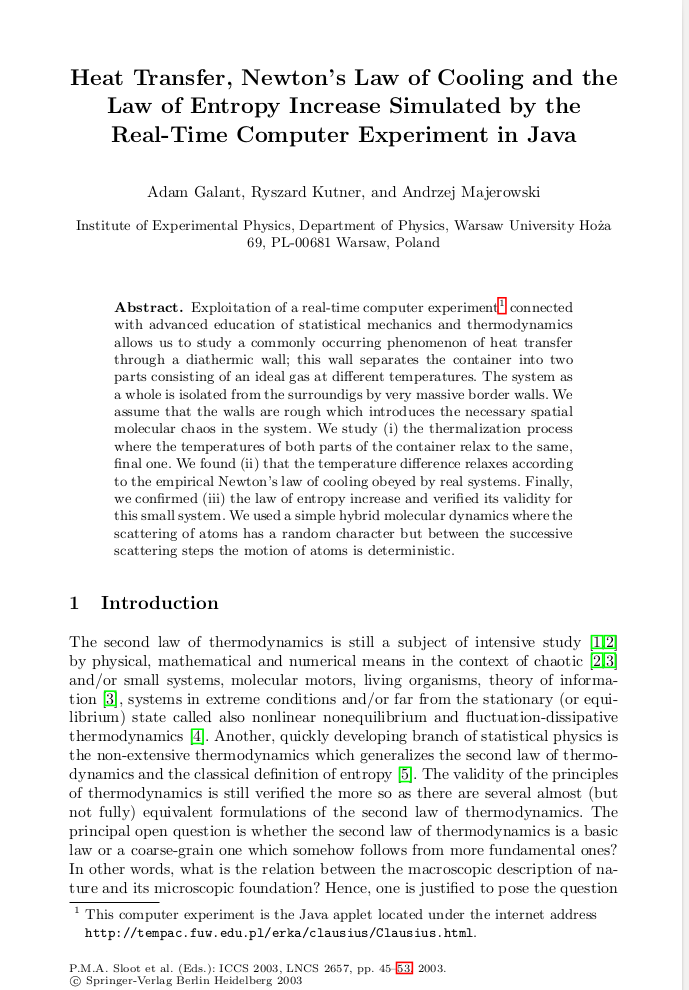 Heat Transfer, Newton's Law of Cooling and the
Law of Entropy Increase Simulated by the
Real-Time Computer Experiment in Java
Adam Galant, Ryszard Kutner, and Andrzej Majerowski
Institute of Experimental Physics, Department of Physics, Warsaw University Hoża
69, PL-00681 Warsaw, Poland
Abstract. Exploitation of a real-time computer experiment¹ connected
with advanced education of statistical mechanics and thermodynamics
allows us to study a commonly occurring phenomenon of heat transfer
through a diathermic wall; this wall separates the container into two
parts consisting of an ideal gas at different temperatures. The system as
a whole is isolated from the surroundigs by very massive border walls. We
assume that the walls are rough which introduces the necessary spatial
molecular chaos in the system. We study (i) the thermalization process
where the temperatures of both parts of the container relax to the same,
final one. We found (ii) that the temperature difference relaxes according
to the empirical Newton's law of cooling obeyed by real systems. Finally,
we confirmed (iii) the law of entropy increase and verified its validity for
this small system. We used a simple hybrid molecular dynamics where the
scattering of atoms has a random character but between the successive
scattering steps the motion of atoms is deterministic.
1 Introduction
The second law of thermodynamics is still a subject of intensive study [1,2]
by physical, mathematical and numerical means in the context of chaotic [2,3]
and/or small systems, molecular motors, living organisms, theory of informa-
tion [3], systems in extreme conditions and/or far from the stationary (or equi-
librium) state called also nonlinear nonequilibrium and fluctuation-dissipative
thermodynamics [4]. Another, quickly developing branch of statistical physics is
the non-extensive thermodynamics which generalizes the second law of thermo-
dynamics and the classical definition of entropy [5]. The validity of the principles
of thermodynamics is still verified the more so as there are several almost (but
not fully) equivalent formulations of the second law of thermodynamics. The
principal open question is whether the second law of thermodynamics is a basic
law or a coarse-grain one which somehow follows from more fundamental ones?
In other words, what is the relation between the macroscopic description of na-
ture and its microscopic foundation? Hence, one is justified to pose the question
¹ This computer experiment is the Java applet located under the internet address
http://tempac.fuw.edu.pl/erka/clausius/Clausius.html.
P.M.A. Sloot et al. (Eds.): ICCS 2003, LNCS 2657, pp. 45–53, 2003.
© Springer-Verlag Berlin Heidelberg 2003